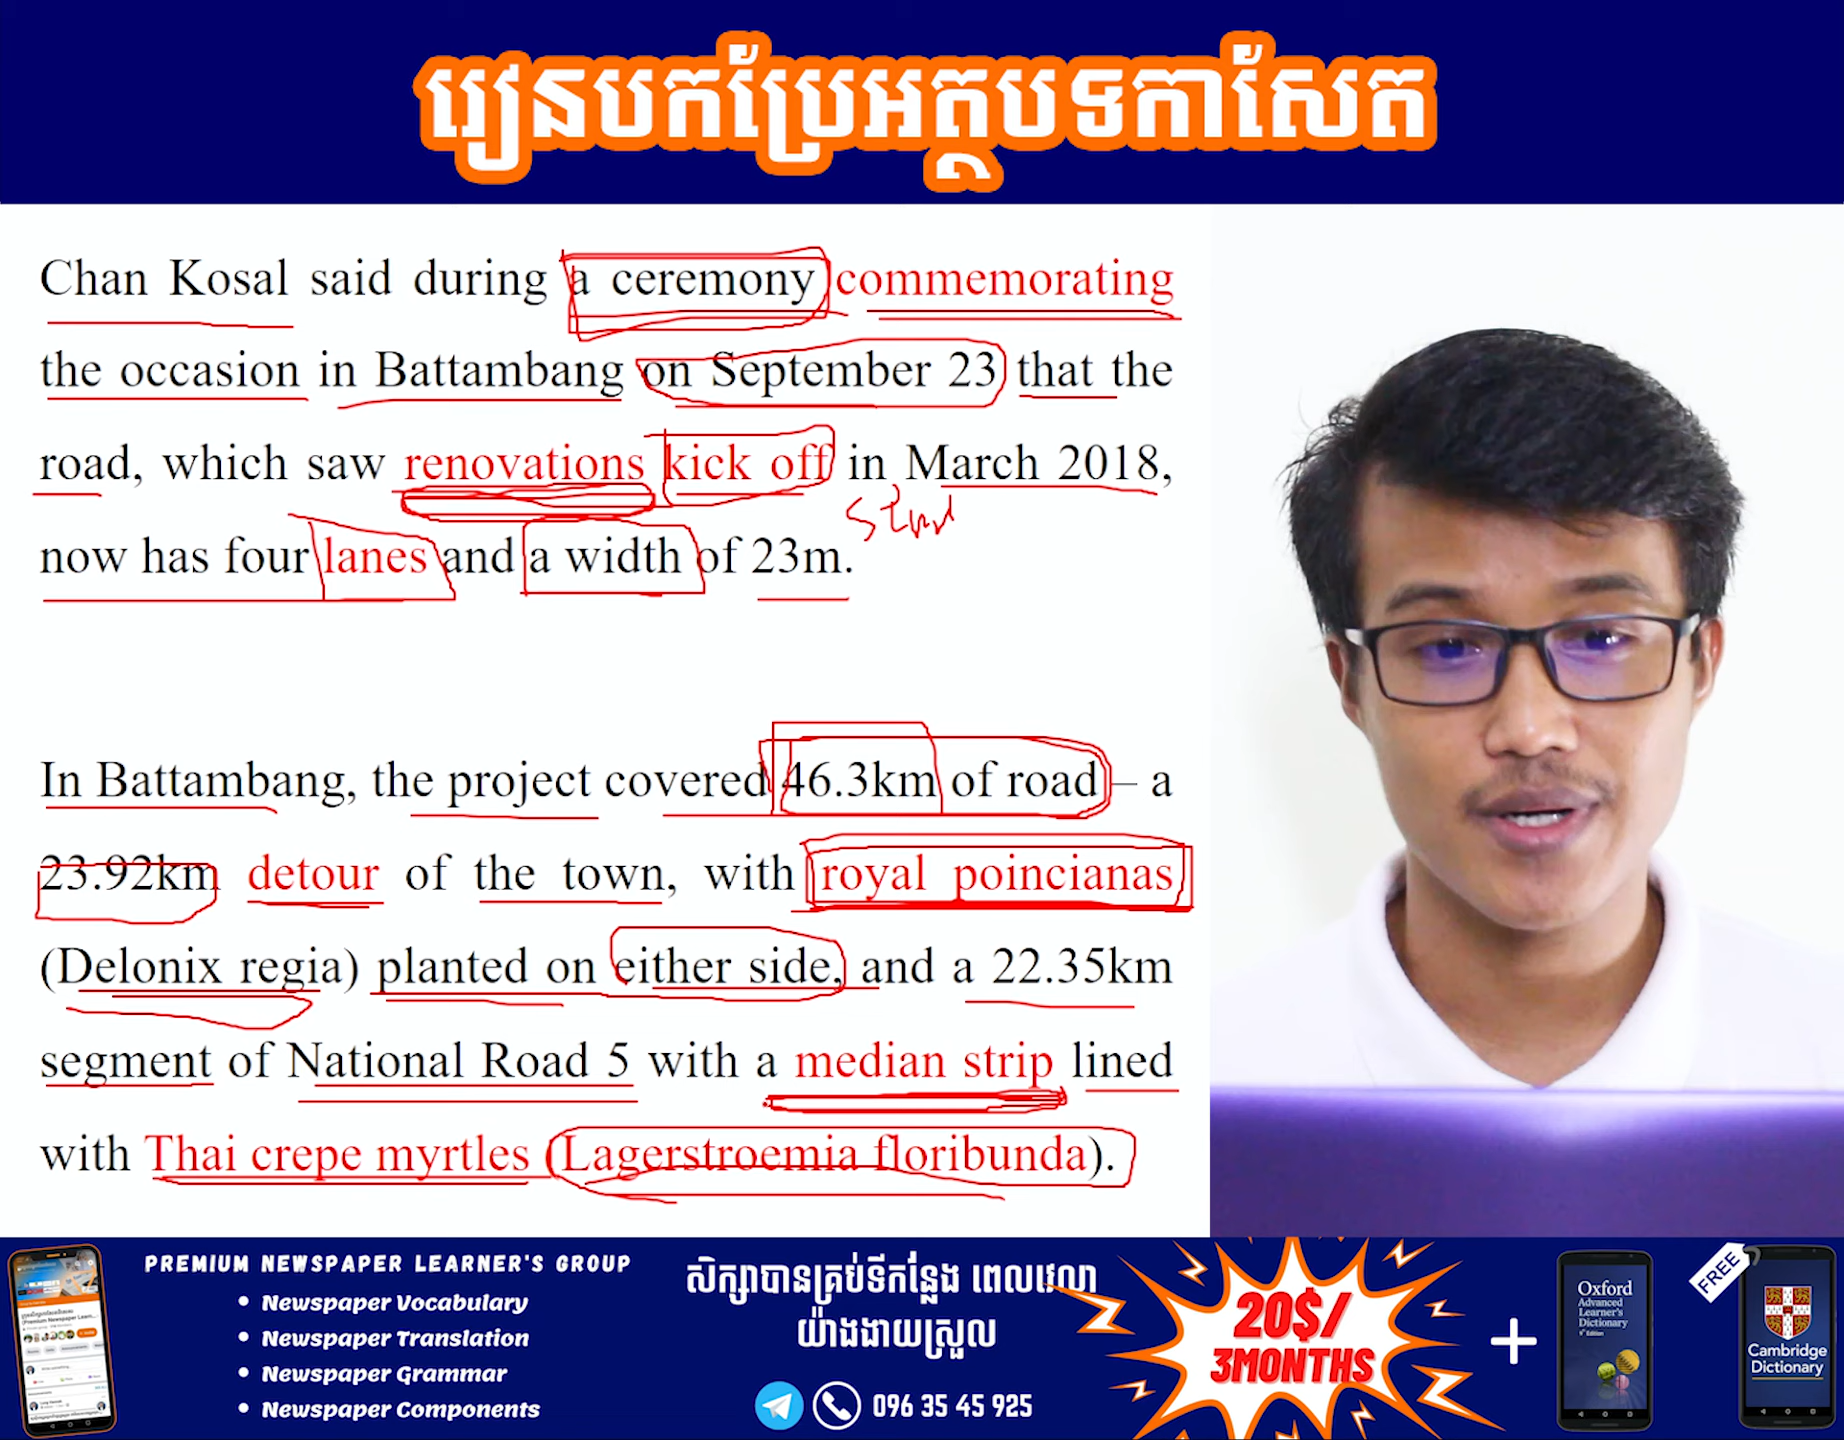 រៀនបកប្រែអត្ថបទកាសែត
Chan Kosal said during a ceremony commemorating
the occasion in Battambang on September 23 that the
road, which saw renovations kick off in March 2018,
start
now has four lanes and a width of 23m.
In Battambang, the project covered 46.3km of road – a
23.92km detour of the town, with royal poincianas
(Delonix regia) planted on either side, and a 22.35km
segment of National Road 5 with a median strip lined
with Thai crepe myrtles (Lagerstroemia floribunda).
PREMIUM NEWSPAPER LEARNER'S GROUP
• Newspaper Vocabulary
• Newspaper Translation
• Newspaper Grammar
• Newspaper Components
សិក្សាបានគ្រប់ទីកន្លែង ពេលវេលា
យ៉ាងងាយស្រួល
096 35 45 925
20$/
3MONTHS
+
Oxford
Advanced
Learner's
Dictionary
9th Edition
FREE
Cambridge
Dictionary